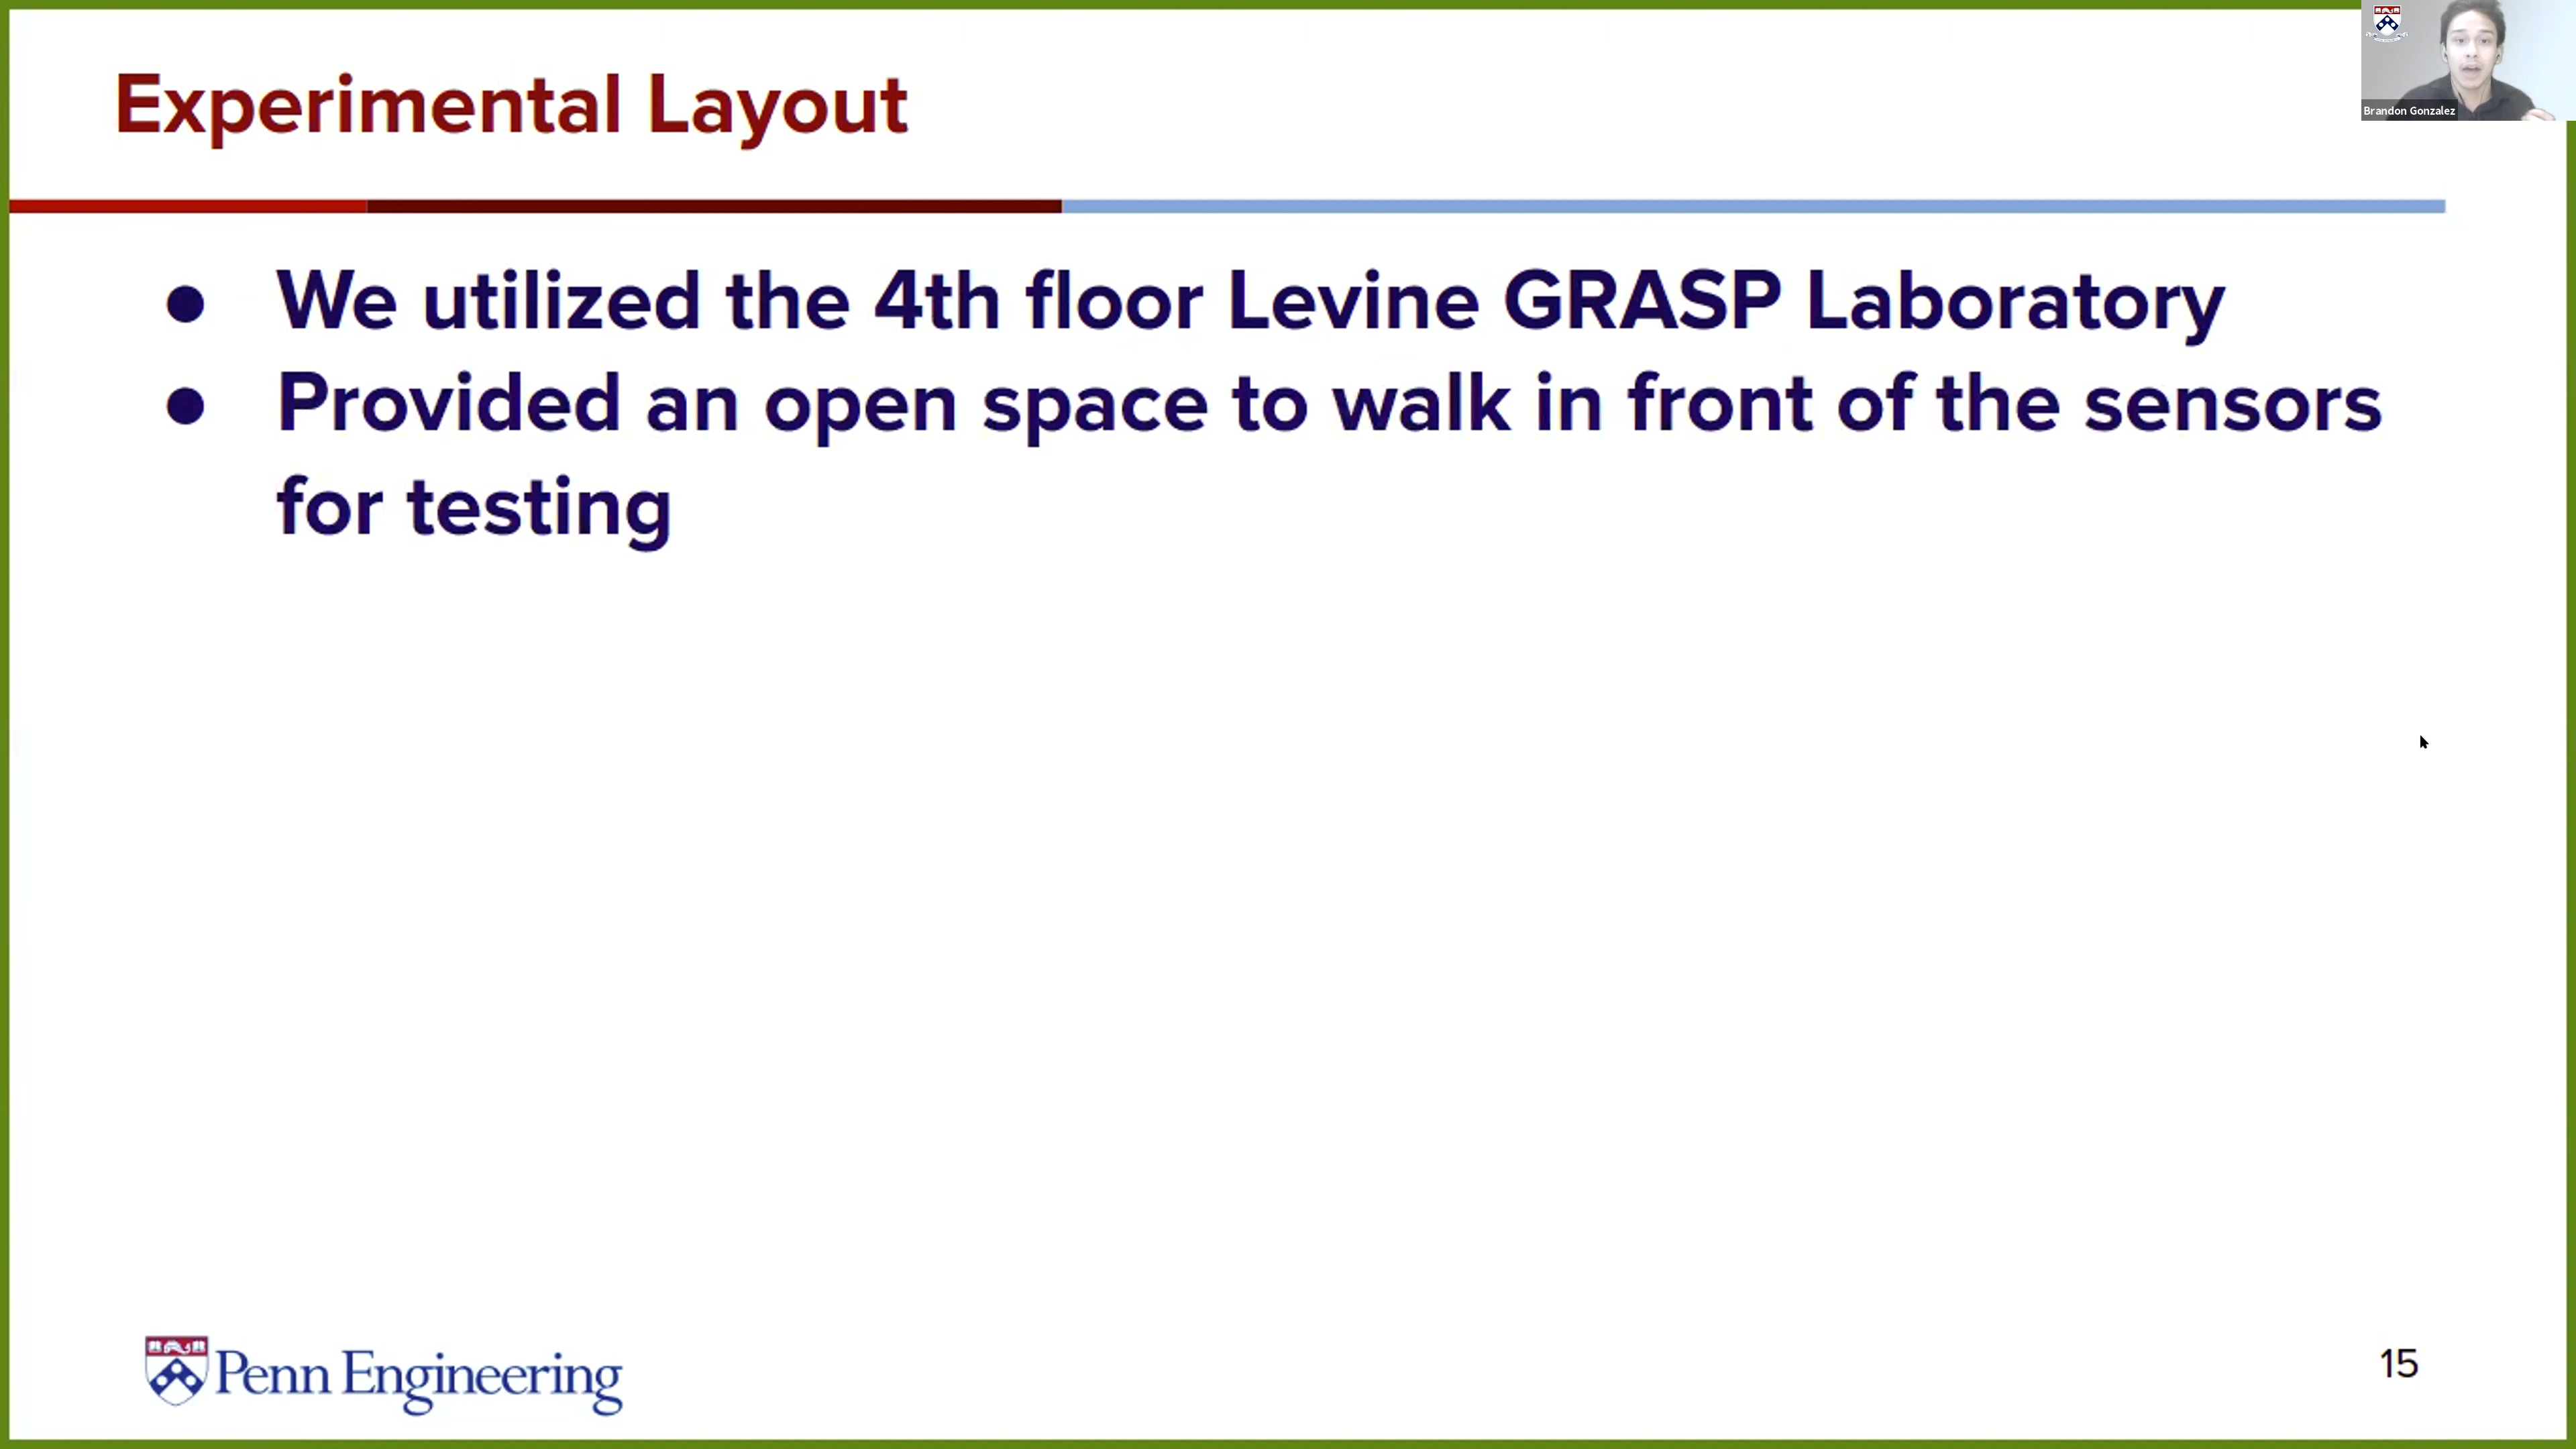 Experimental Layout
Brandon Gonzalez
● We utilized the 4th floor Levine GRASP Laboratory
● Provided an open space to walk in front of the sensors
for testing
Penn Engineering
15